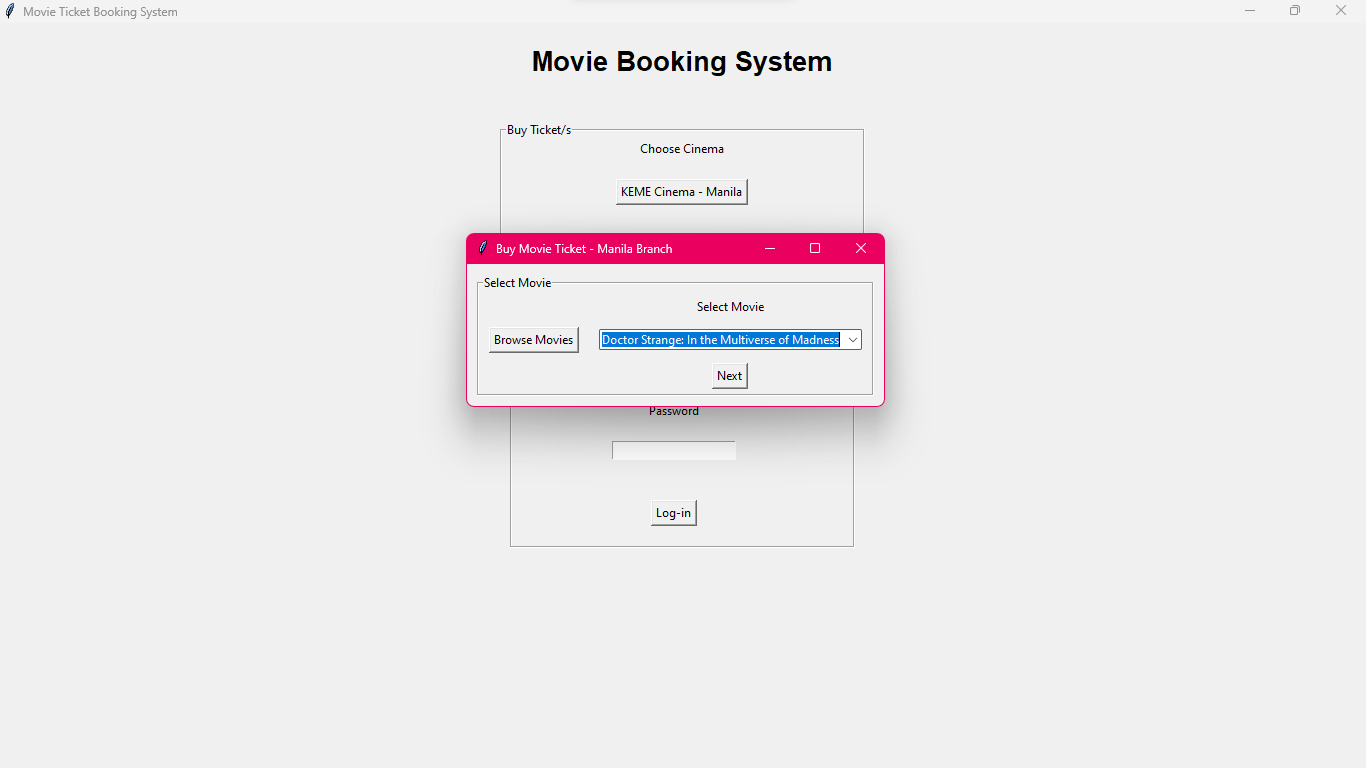 Movie Ticket Booking System
Movie Booking System
Buy Ticket/s
Choose Cinema
KEME Cinema - Manila
Buy Movie Ticket - Manila Branch
Select Movie
Select Movie
Browse Movies
Doctor Strange: In the Multiverse of Madness
Next
Password
Log-in